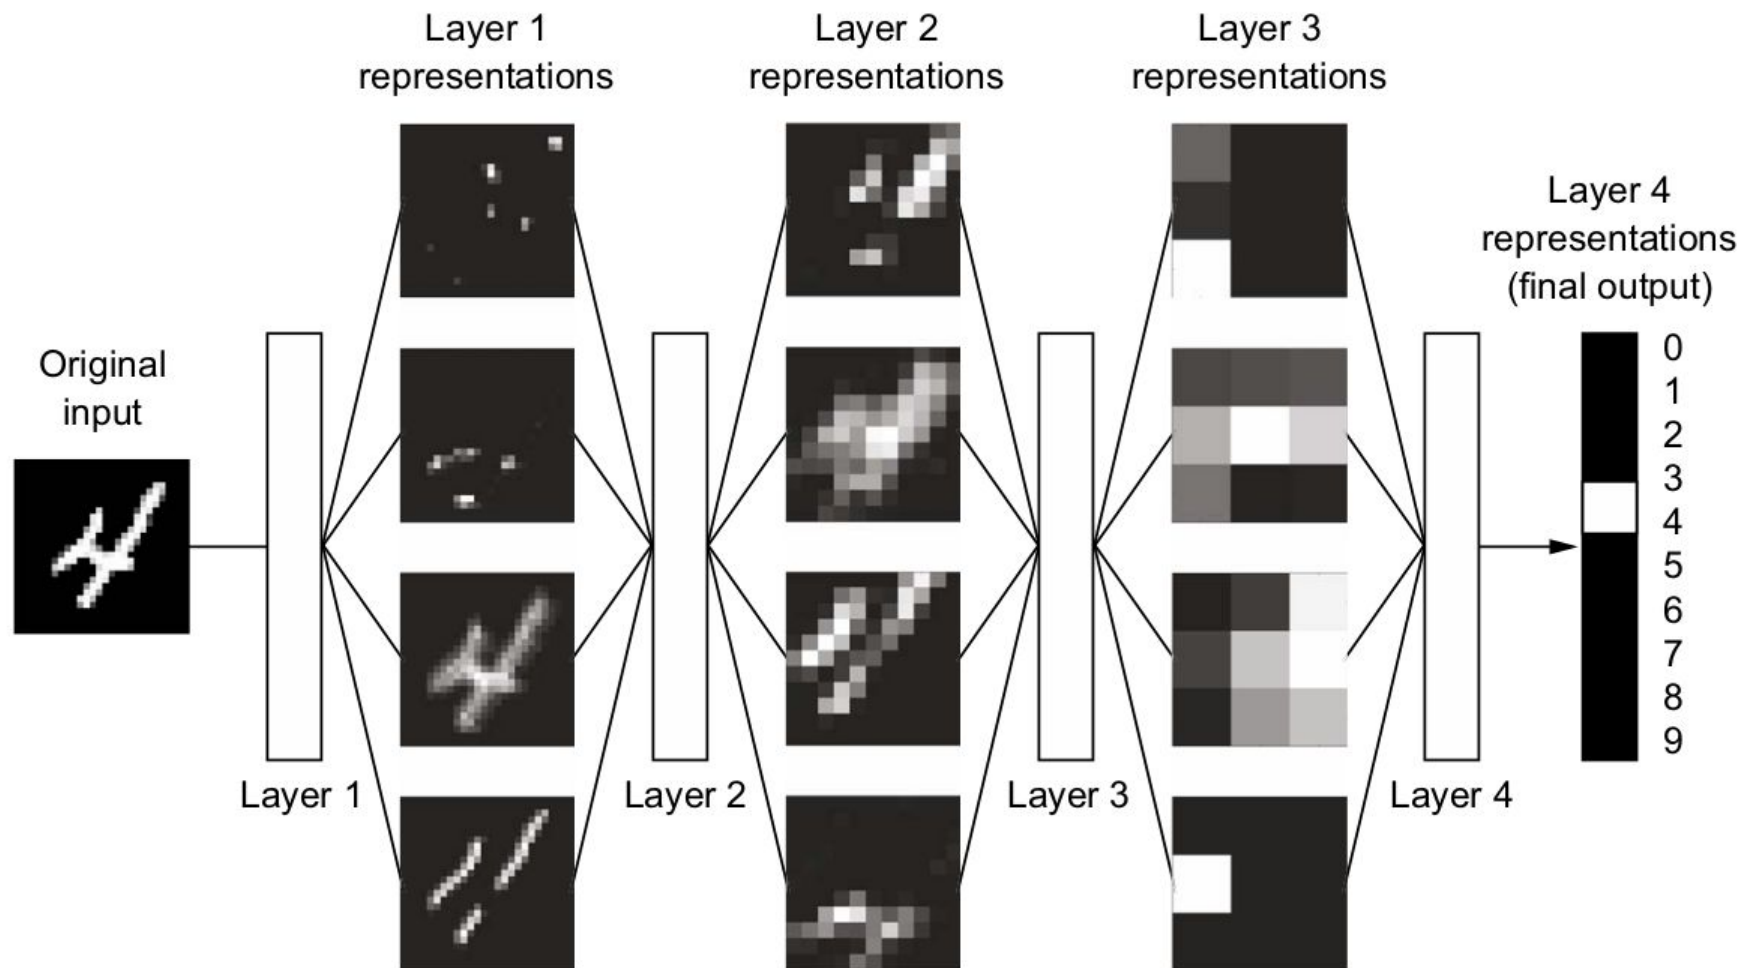 Layer 1
representations
Layer 2
representations
Layer 3
representations
Layer 4
representations
(final output)
Original
input
0
1
2
3
4
5
6
7
8
9
Layer 1
Layer 2
Layer 3
Layer 4